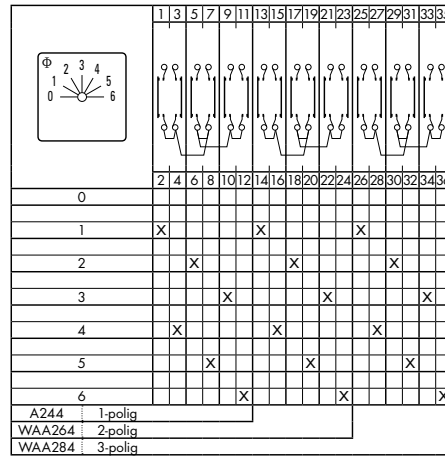 1 3 5 7 9 11 13 15 17 19 21 23 25 27 29 31 33 35
Φ
0 1 2 3 4 5 6
2 4 6 8 10 12 14 16 18 20 22 24 26 28 30 32 34 36
0
1 X X X
2 X X X
3 X X X
4 X X X
5 X X X
6 X X X
A244 1-polig
WAA264 2-polig
WAA284 3-polig